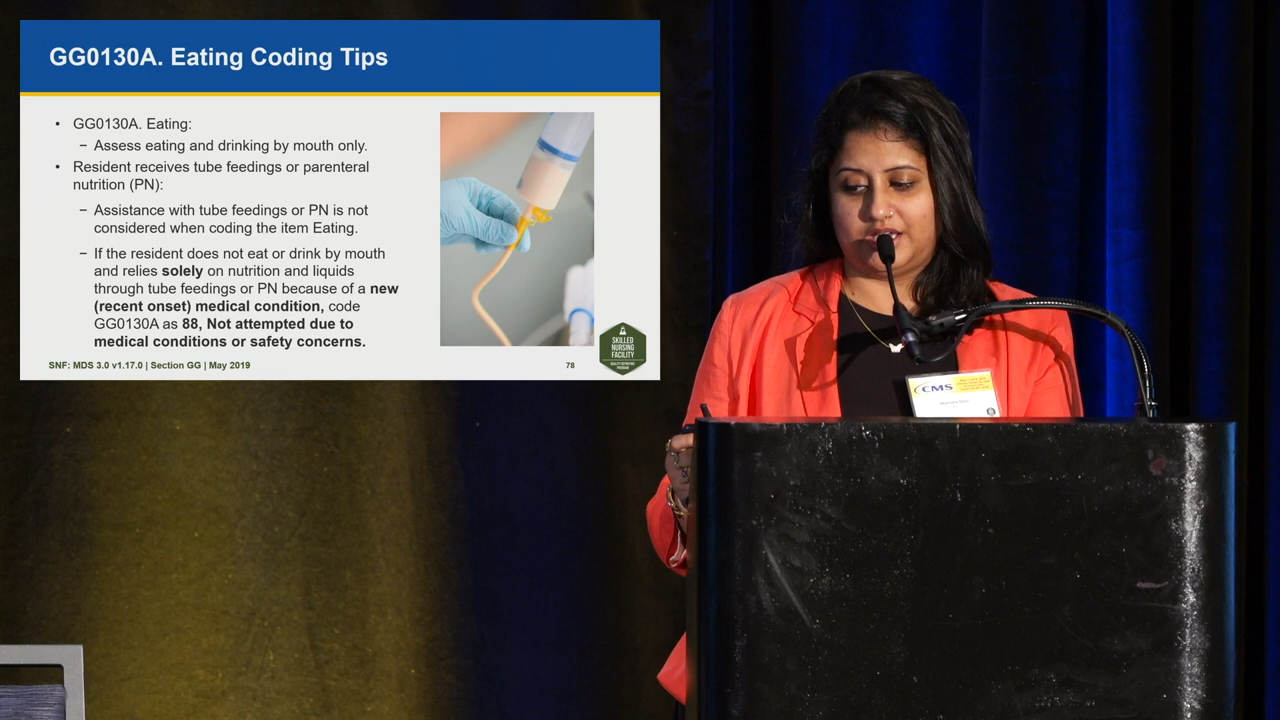 GG0130A. Eating Coding Tips
• GG0130A. Eating:
− Assess eating and drinking by mouth only.
• Resident receives tube feedings or parenteral
nutrition (PN):
− Assistance with tube feedings or PN is not
considered when coding the item Eating.
− If the resident does not eat or drink by mouth
and relies solely on nutrition and liquids
through tube feedings or PN because of a new
(recent onset) medical condition, code
GG0130A as 88, Not attempted due to
medical conditions or safety concerns.
SKILLED
NURSING
FACILITY
QUALITY REPORTING
PROGRAM
SNF: MDS 3.0 v1.17.0 | Section GG | May 2019
78
CMS